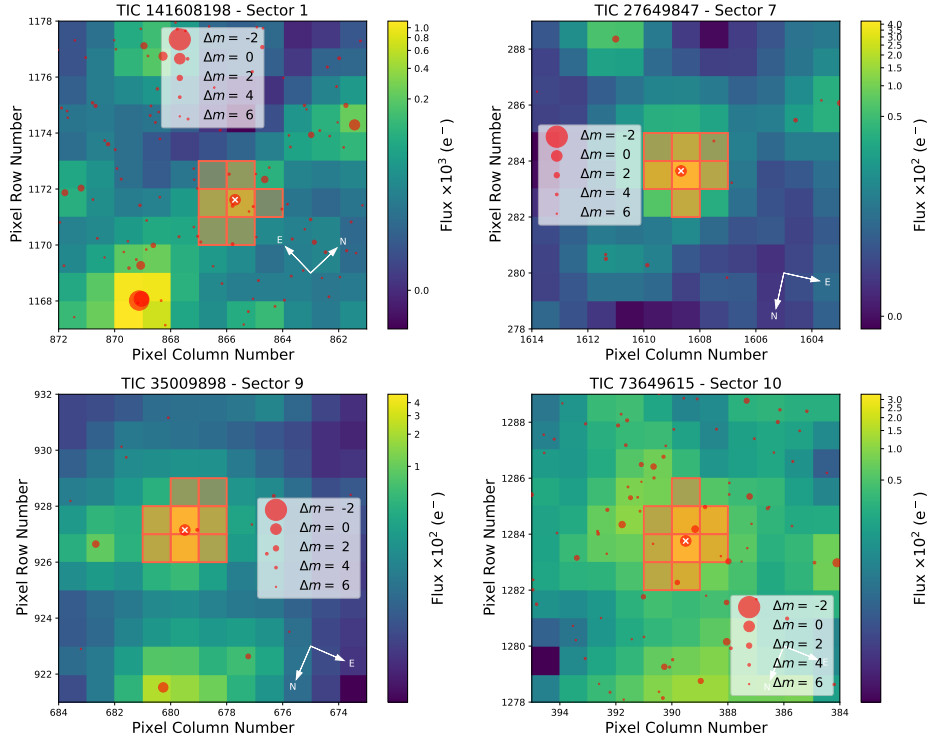 TIC 141608198 - Sector 1
Pixel Row Number
1178
1176
1174
1172
1170
1168
872
870
868
866
864
862
Pixel Column Number
Δm = -2
Δm = 0
Δm = 2
Δm = 4
Δm = 6
E
N
1.0
0.8
0.6
0.4
0.2
0.0
Flux ×10³ (e⁻)
TIC 27649847 - Sector 7
Pixel Row Number
288
286
284
282
280
278
1614
1612
1610
1608
1606
1604
Pixel Column Number
Δm = -2
Δm = 0
Δm = 2
Δm = 4
Δm = 6
E
N
4.0
3.5
3.0
2.5
2.0
1.5
1.0
0.5
0.0
Flux ×10² (e⁻)
TIC 35009898 - Sector 9
Pixel Row Number
932
930
928
926
924
922
684
682
680
678
676
674
Pixel Column Number
Δm = -2
Δm = 0
Δm = 2
Δm = 4
Δm = 6
E
N
4
3
2
1
Flux ×10² (e⁻)
TIC 73649615 - Sector 10
Pixel Row Number
1288
1286
1284
1282
1280
1278
394
392
390
388
386
384
Pixel Column Number
Δm = -2
Δm = 0
Δm = 2
Δm = 4
Δm = 6
E
N
3.0
2.5
2.0
1.5
1.0
0.5
Flux ×10² (e⁻)